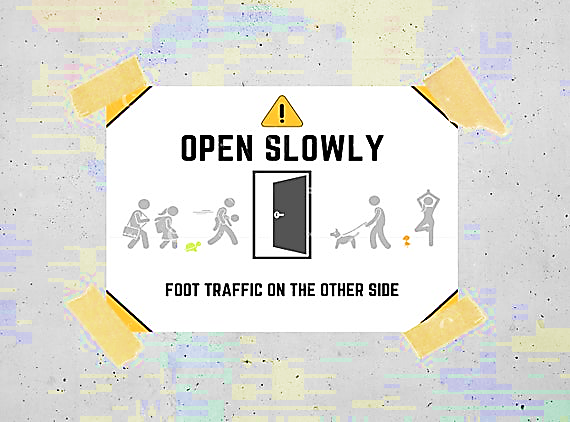 OPEN SLOWLY
FOOT TRAFFIC ON THE OTHER SIDE